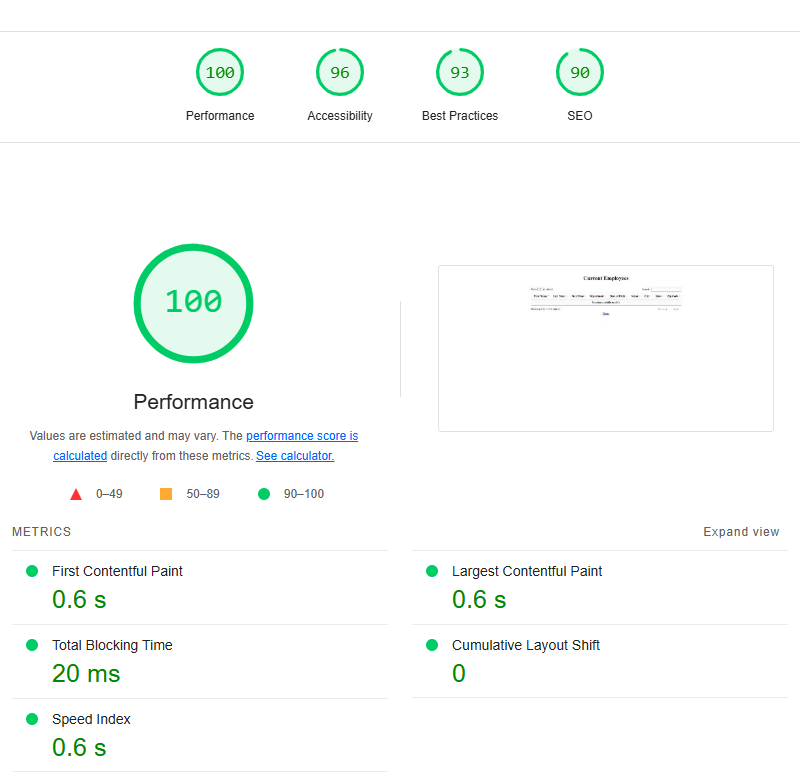 100
96
93
90
Performance
Accessibility
Best Practices
SEO
100
Performance
Values are estimated and may vary. The performance score is
calculated directly from these metrics. See calculator.
0–49
50–89
90–100
Current Employees
METRICS
Expand view
First Contentful Paint
0.6 s
Largest Contentful Paint
0.6 s
Total Blocking Time
20 ms
Cumulative Layout Shift
0
Speed Index
0.6 s